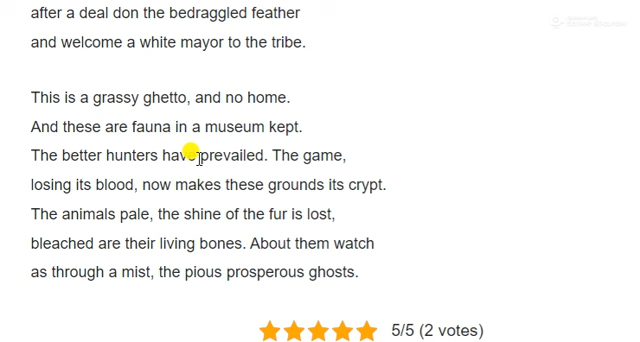 after a deal don the bedraggled feather
and welcome a white mayor to the tribe.
This is a grassy ghetto, and no home.
And these are fauna in a museum kept.
The better hunters have prevailed. The game,
losing its blood, now makes these grounds its crypt.
The animals pale, the shine of the fur is lost,
bleached are their living bones. About them watch
as through a mist, the pious prosperous ghosts.
5/5 (2 votes)